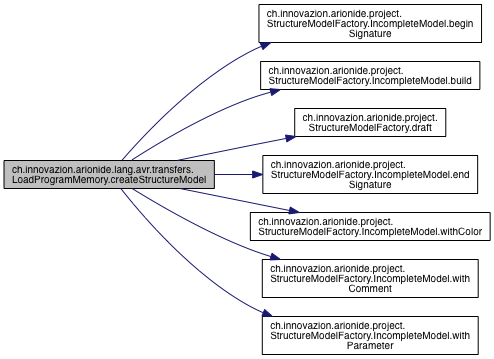 ch.innovazion.arionide.project.
StructureModelFactory.IncompleteModel.begin
Signature
ch.innovazion.arionide.project.
StructureModelFactory.IncompleteModel.build
ch.innovazion.arionide.project.
StructureModelFactory.draft
ch.innovazion.arionide.lang.avr.transfers.
LoadProgramMemory.createStructureModel
ch.innovazion.arionide.project.
StructureModelFactory.IncompleteModel.end
Signature
ch.innovazion.arionide.project.
StructureModelFactory.IncompleteModel.withColor
ch.innovazion.arionide.project.
StructureModelFactory.IncompleteModel.with
Comment
ch.innovazion.arionide.project.
StructureModelFactory.IncompleteModel.with
Parameter